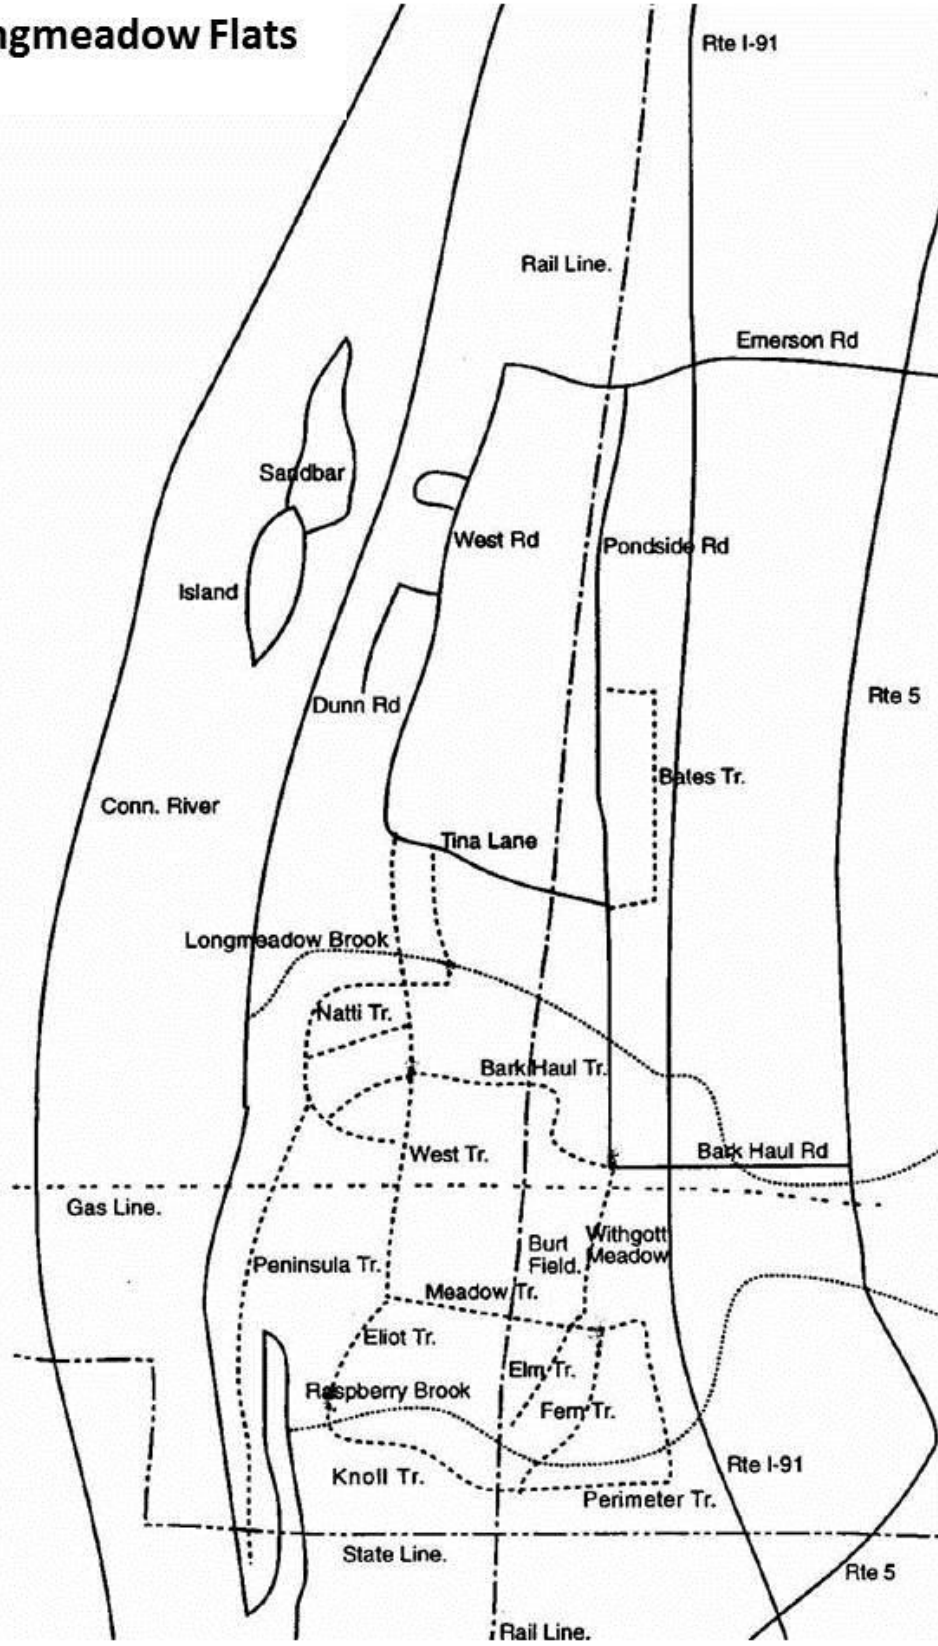 ngmeadow Flats
Rte I-91
Rail Line.
Emerson Rd
Sandbar
West Rd
Pondside Rd
Island
Dunn Rd
Rte 5
Bates Tr.
Conn. River
Tina Lane
Longmeadow Brook
Natti Tr.
Bark Haul Tr.
West Tr.
Bark Haul Rd
Gas Line.
Withgott
Meadow
Burt
Field.
Peninsula Tr.
Meadow Tr.
Eliot Tr.
Elm Tr.
Raspberry Brook
Fern Tr.
Rte I-91
Knoll Tr.
Perimeter Tr.
State Line.
Rte 5
Rail Line.